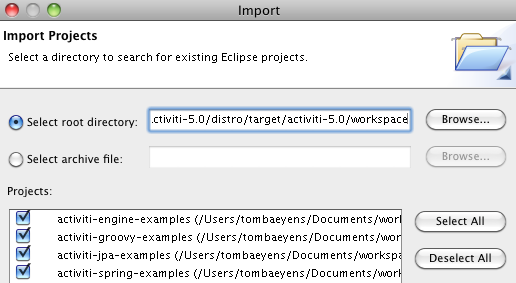 Import
Import Projects
Select a directory to search for existing Eclipse projects.
Select root directory: .ctiviti-5.0/distro/target/activiti-5.0/workspace Browse...
Select archive file: Browse...
Projects:
activiti-engine-examples (/Users/tombaeyens/Documents/work
activiti-groovy-examples (/Users/tombaeyens/Documents/wor
activiti-jpa-examples (/Users/tombaeyens/Documents/workspa
activiti-spring-examples (/Users/tombaeyens/Documents/work
Select All
Deselect All